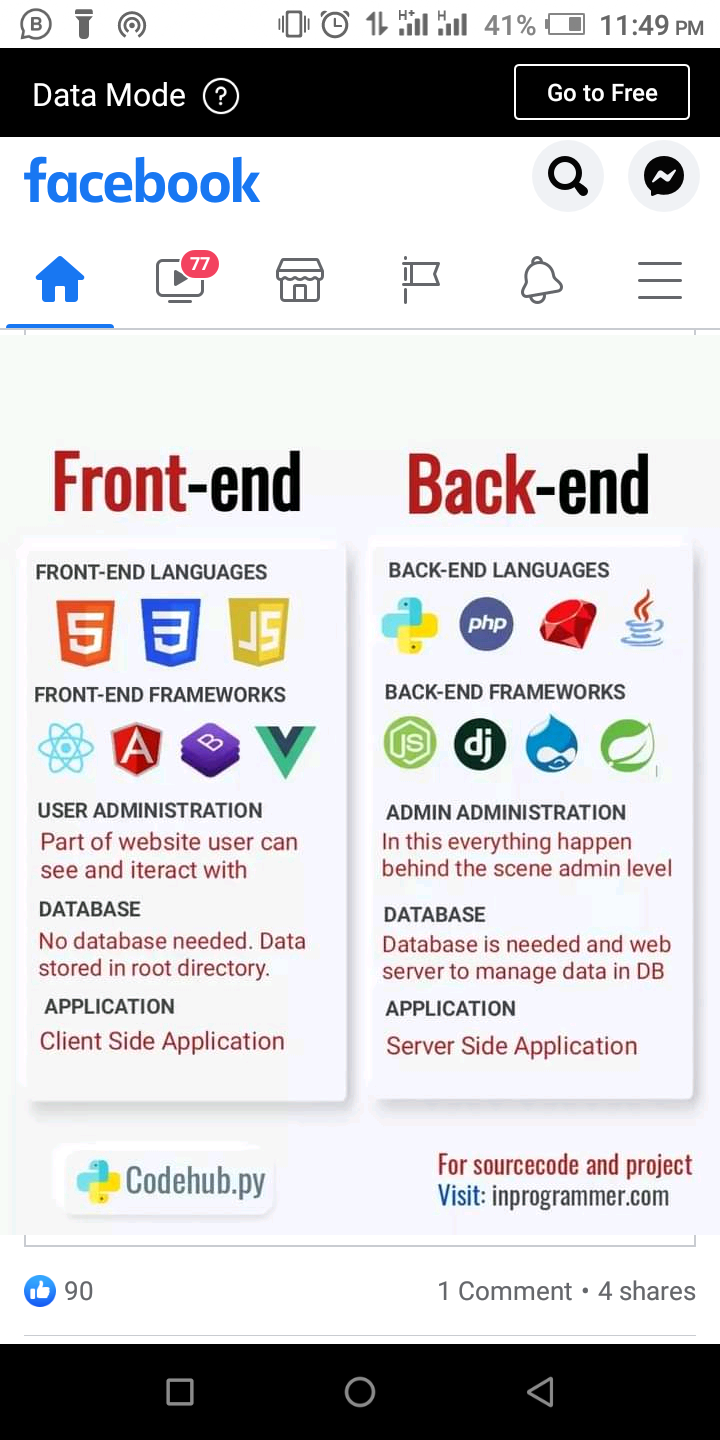 B
H+
H
41%
11:49 PM
Data Mode ?
Go to Free
facebook
77
Front-end
FRONT-END LANGUAGES
5
3
JS
FRONT-END FRAMEWORKS
A
B
USER ADMINISTRATION
Part of website user can
see and iteract with
DATABASE
No database needed. Data
stored in root directory.
APPLICATION
Client Side Application
Back-end
BACK-END LANGUAGES
php
BACK-END FRAMEWORKS
JS
dj
ADMIN ADMINISTRATION
In this everything happen
behind the scene admin level
DATABASE
Database is needed and web
server to manage data in DB
APPLICATION
Server Side Application
Codehub.py
For sourcecode and project
Visit: inprogrammer.com
90
1 Comment • 4 shares